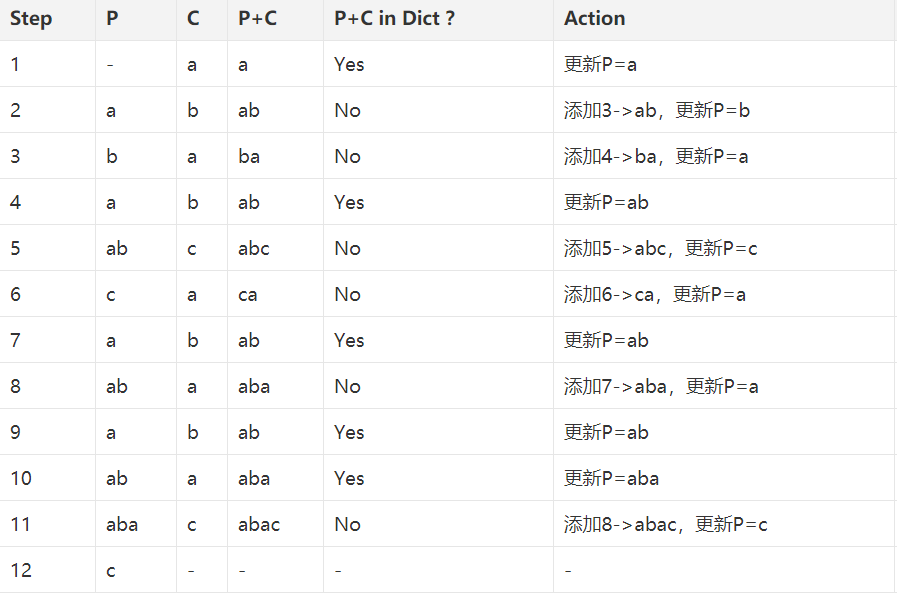 Step P C P+C P+C in Dict ? Action
1 - a a Yes 更新P=a
2 a b ab No 添加3->ab，更新P=b
3 b a ba No 添加4->ba，更新P=a
4 a b ab Yes 更新P=ab
5 ab c abc No 添加5->abc，更新P=c
6 c a ca No 添加6->ca，更新P=a
7 a b ab Yes 更新P=ab
8 ab a aba No 添加7->aba，更新P=a
9 a b ab Yes 更新P=ab
10 ab a aba Yes 更新P=aba
11 aba c abac No 添加8->abac，更新P=c
12 c - - - -